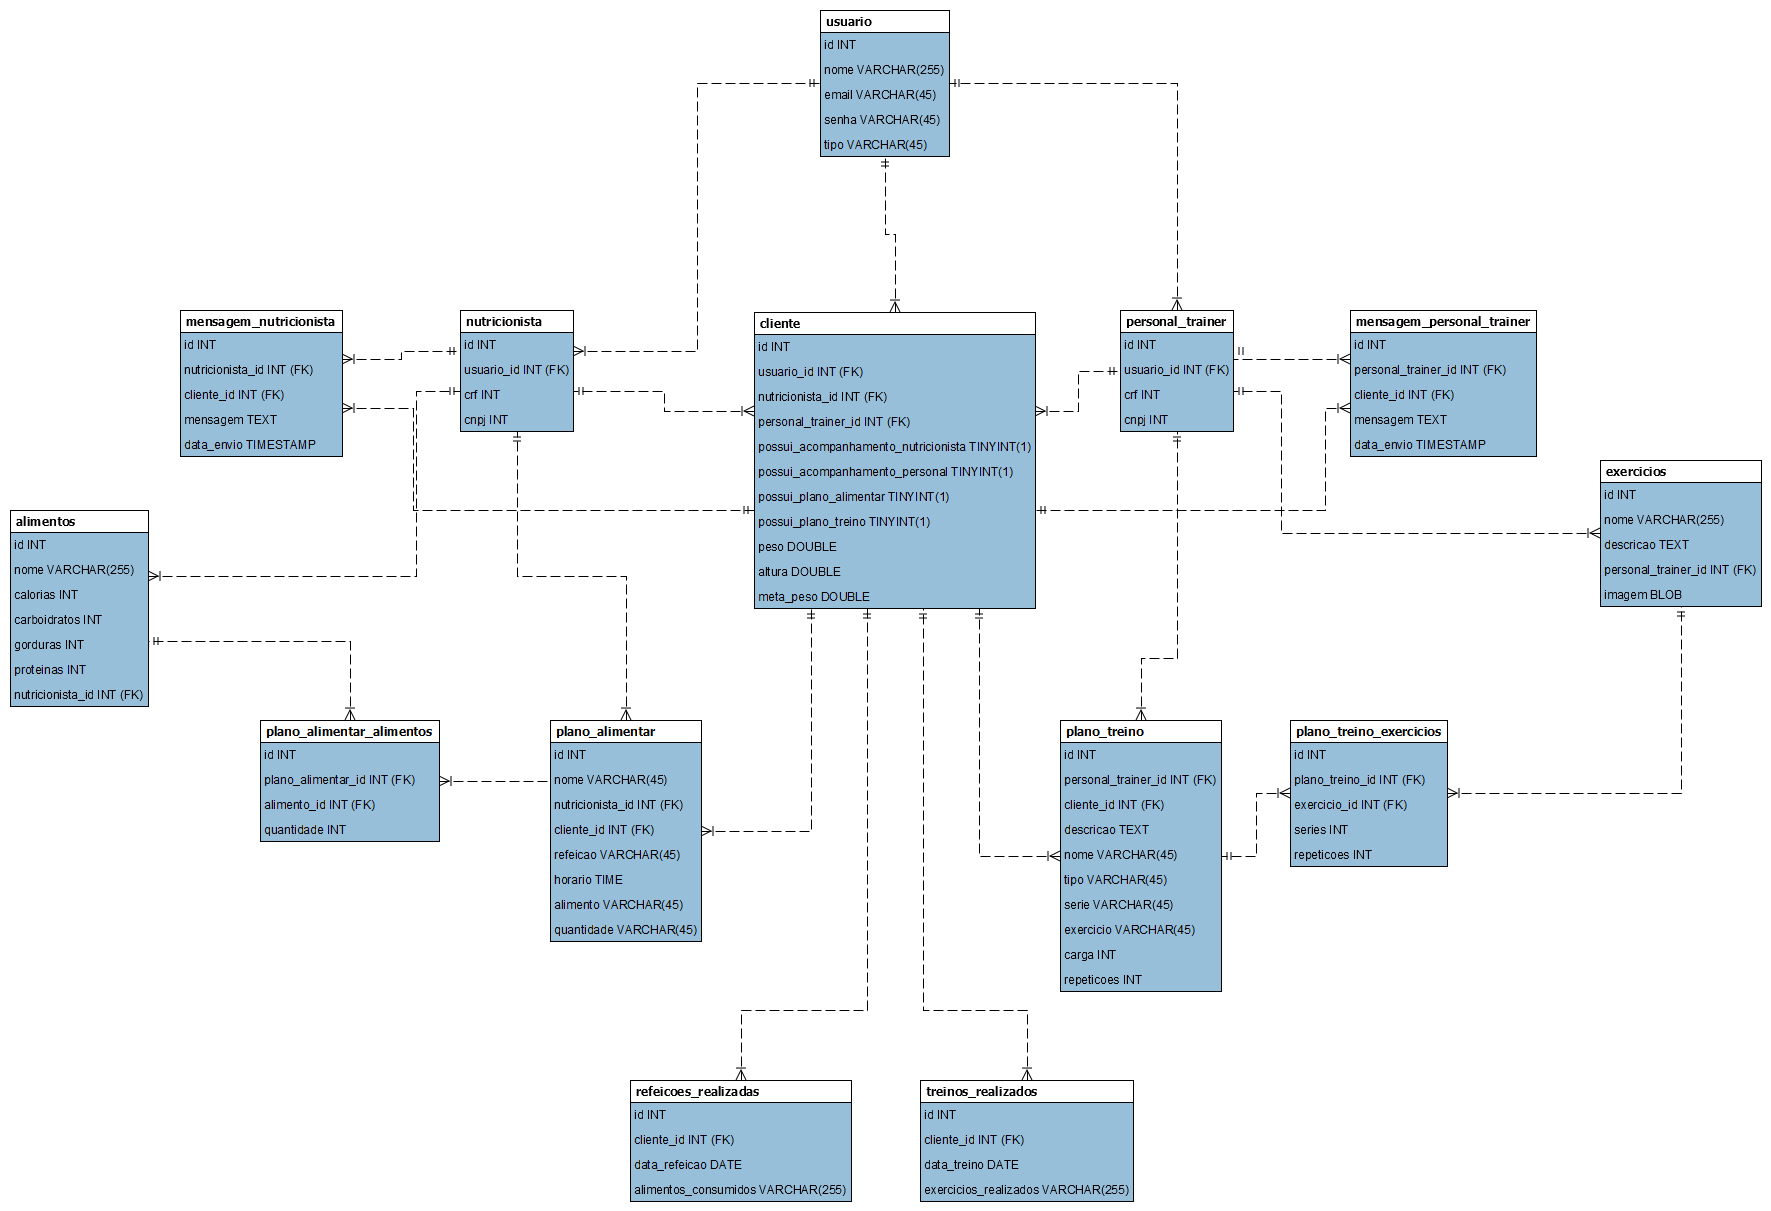 usuario
id INT
nome VARCHAR(255)
email VARCHAR(45)
senha VARCHAR(45)
tipo VARCHAR(45)
mensagem_nutricionista
id INT
nutricionista_id INT (FK)
cliente_id INT (FK)
mensagem TEXT
data_envio TIMESTAMP
nutricionista
id INT
usuario_id INT (FK)
crf INT
cnpj INT
cliente
id INT
usuario_id INT (FK)
nutricionista_id INT (FK)
personal_trainer_id INT (FK)
possui_acompanhamento_nutricionista TINYINT(1)
possui_acompanhamento_personal TINYINT(1)
possui_plano_alimentar TINYINT(1)
possui_plano_treino TINYINT(1)
peso DOUBLE
altura DOUBLE
meta_peso DOUBLE
personal_trainer
id INT
usuario_id INT (FK)
crf INT
cnpj INT
mensagem_personal_trainer
id INT
personal_trainer_id INT (FK)
cliente_id INT (FK)
mensagem TEXT
data_envio TIMESTAMP
exercicios
id INT
nome VARCHAR(255)
descricao TEXT
personal_trainer_id INT (FK)
imagem BLOB
alimentos
id INT
nome VARCHAR(255)
calorias INT
carboidratos INT
gorduras INT
proteinas INT
nutricionista_id INT (FK)
plano_alimentar_alimentos
id INT
plano_alimentar_id INT (FK)
alimento_id INT (FK)
quantidade INT
plano_alimentar
id INT
nome VARCHAR(45)
nutricionista_id INT (FK)
cliente_id INT (FK)
refeicao VARCHAR(45)
horario TIME
alimento VARCHAR(45)
quantidade VARCHAR(45)
plano_treino
id INT
personal_trainer_id INT (FK)
cliente_id INT (FK)
descricao TEXT
nome VARCHAR(45)
tipo VARCHAR(45)
serie VARCHAR(45)
exercicio VARCHAR(45)
carga INT
repeticoes INT
plano_treino_exercicios
id INT
plano_treino_id INT (FK)
exercicio_id INT (FK)
series INT
repeticoes INT
refeicoes_realizadas
id INT
cliente_id INT (FK)
data_refeicao DATE
alimentos_consumidos VARCHAR(255)
treinos_realizados
id INT
cliente_id INT (FK)
data_treino DATE
exercicios_realizados VARCHAR(255)